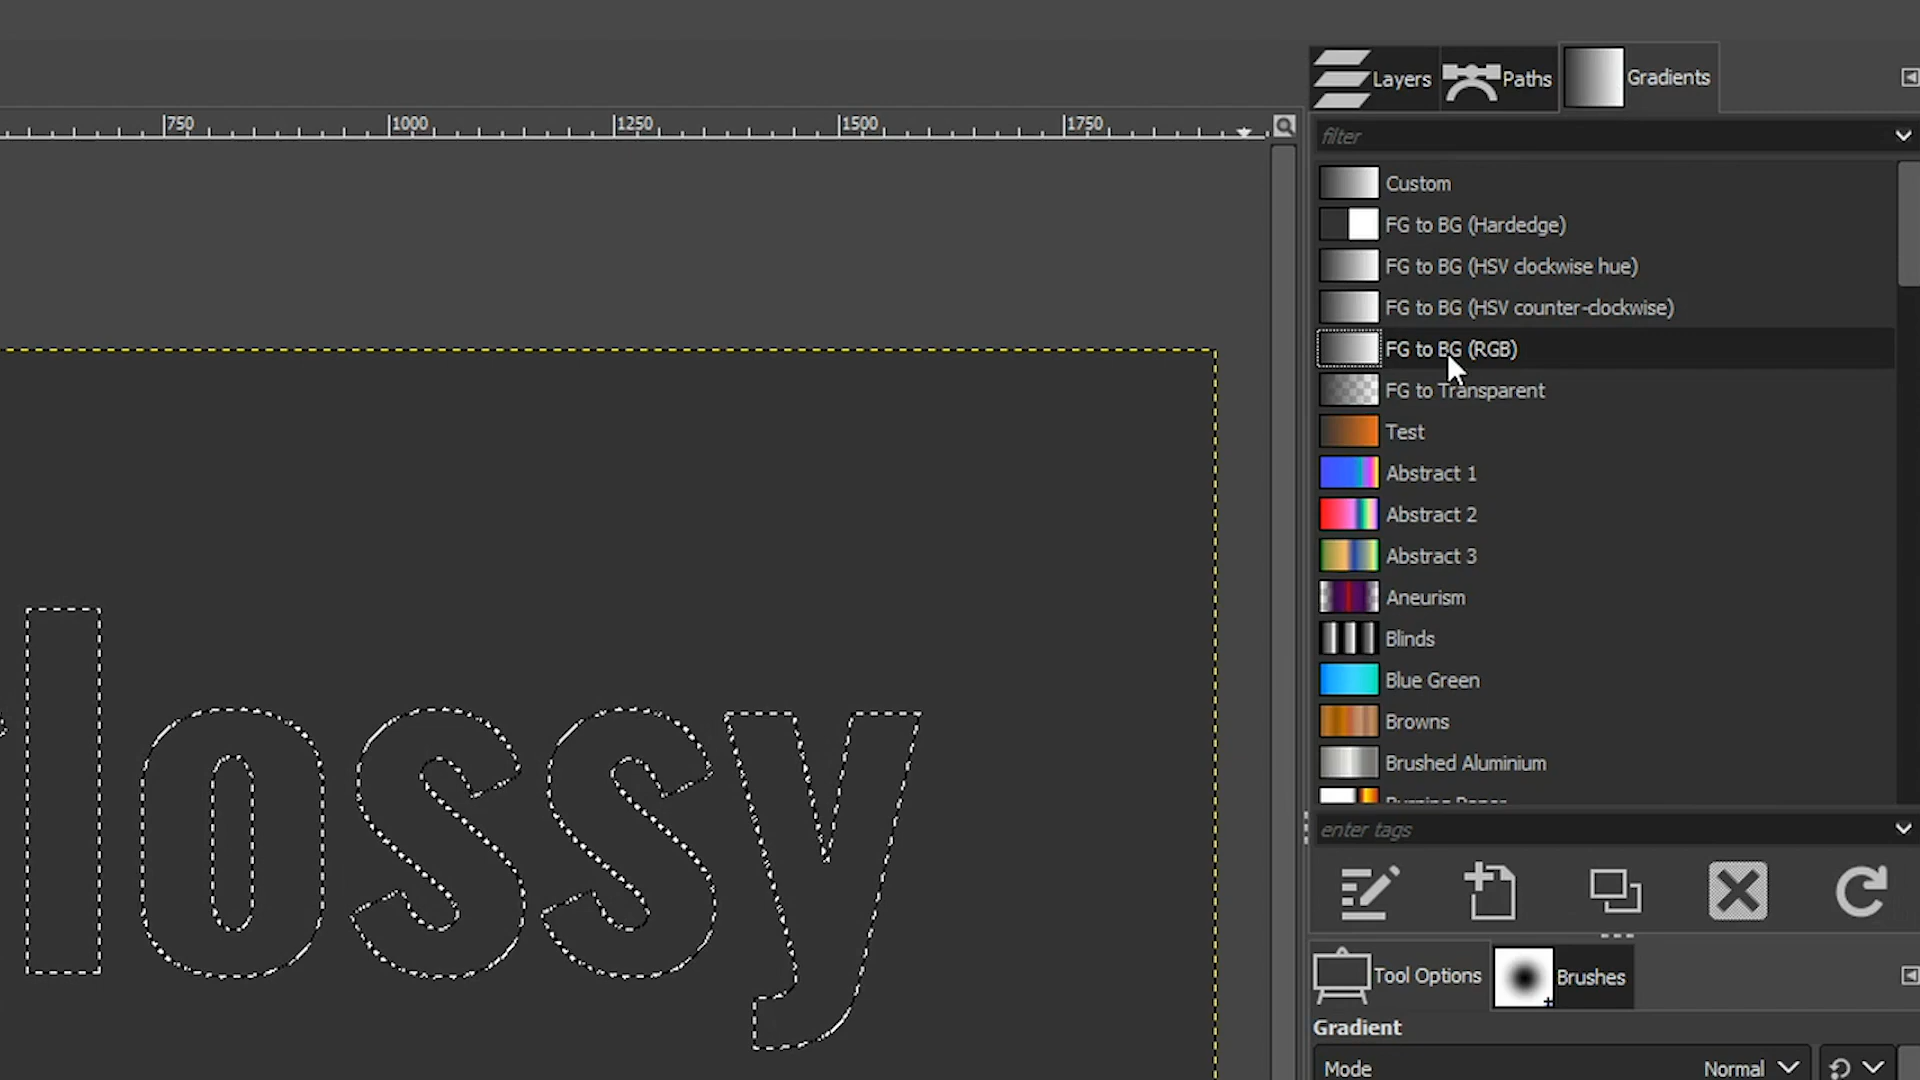 Layers Paths Gradients
750 1000 1250 1500 1750
filter
Custom
FG to BG (Hardedge)
FG to BG (HSV clockwise hue)
FG to BG (HSV counter-clockwise)
FG to BG (RGB)
FG to Transparent
Test
Abstract 1
Abstract 2
Abstract 3
Aneurism
Blinds
Blue Green
Browns
Brushed Aluminium
lossy
enter tags
Tool Options Brushes
Gradient
Mode Normal